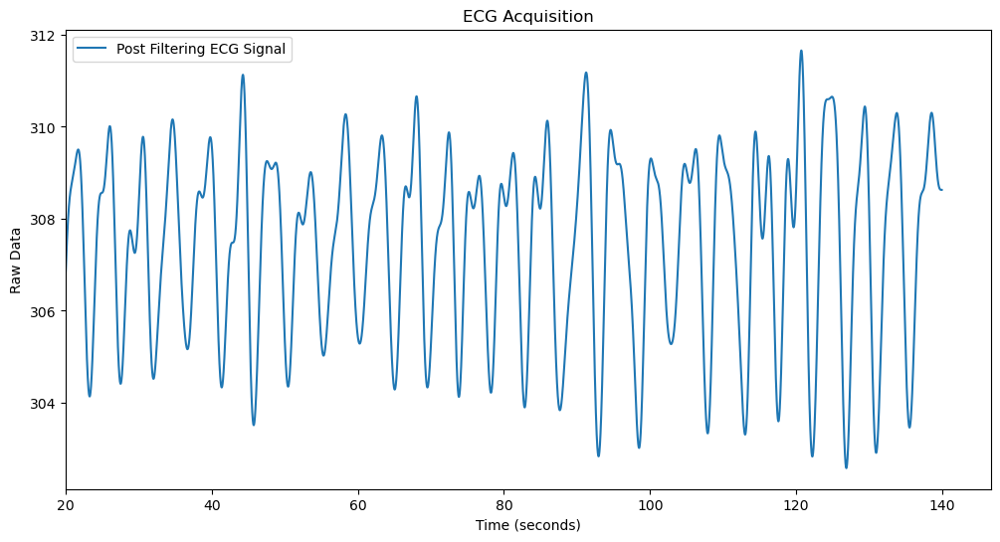 ECG Acquisition
Post Filtering ECG Signal
312
310
308
306
304
Raw Data
20 40 60 80 100 120 140
Time (seconds)